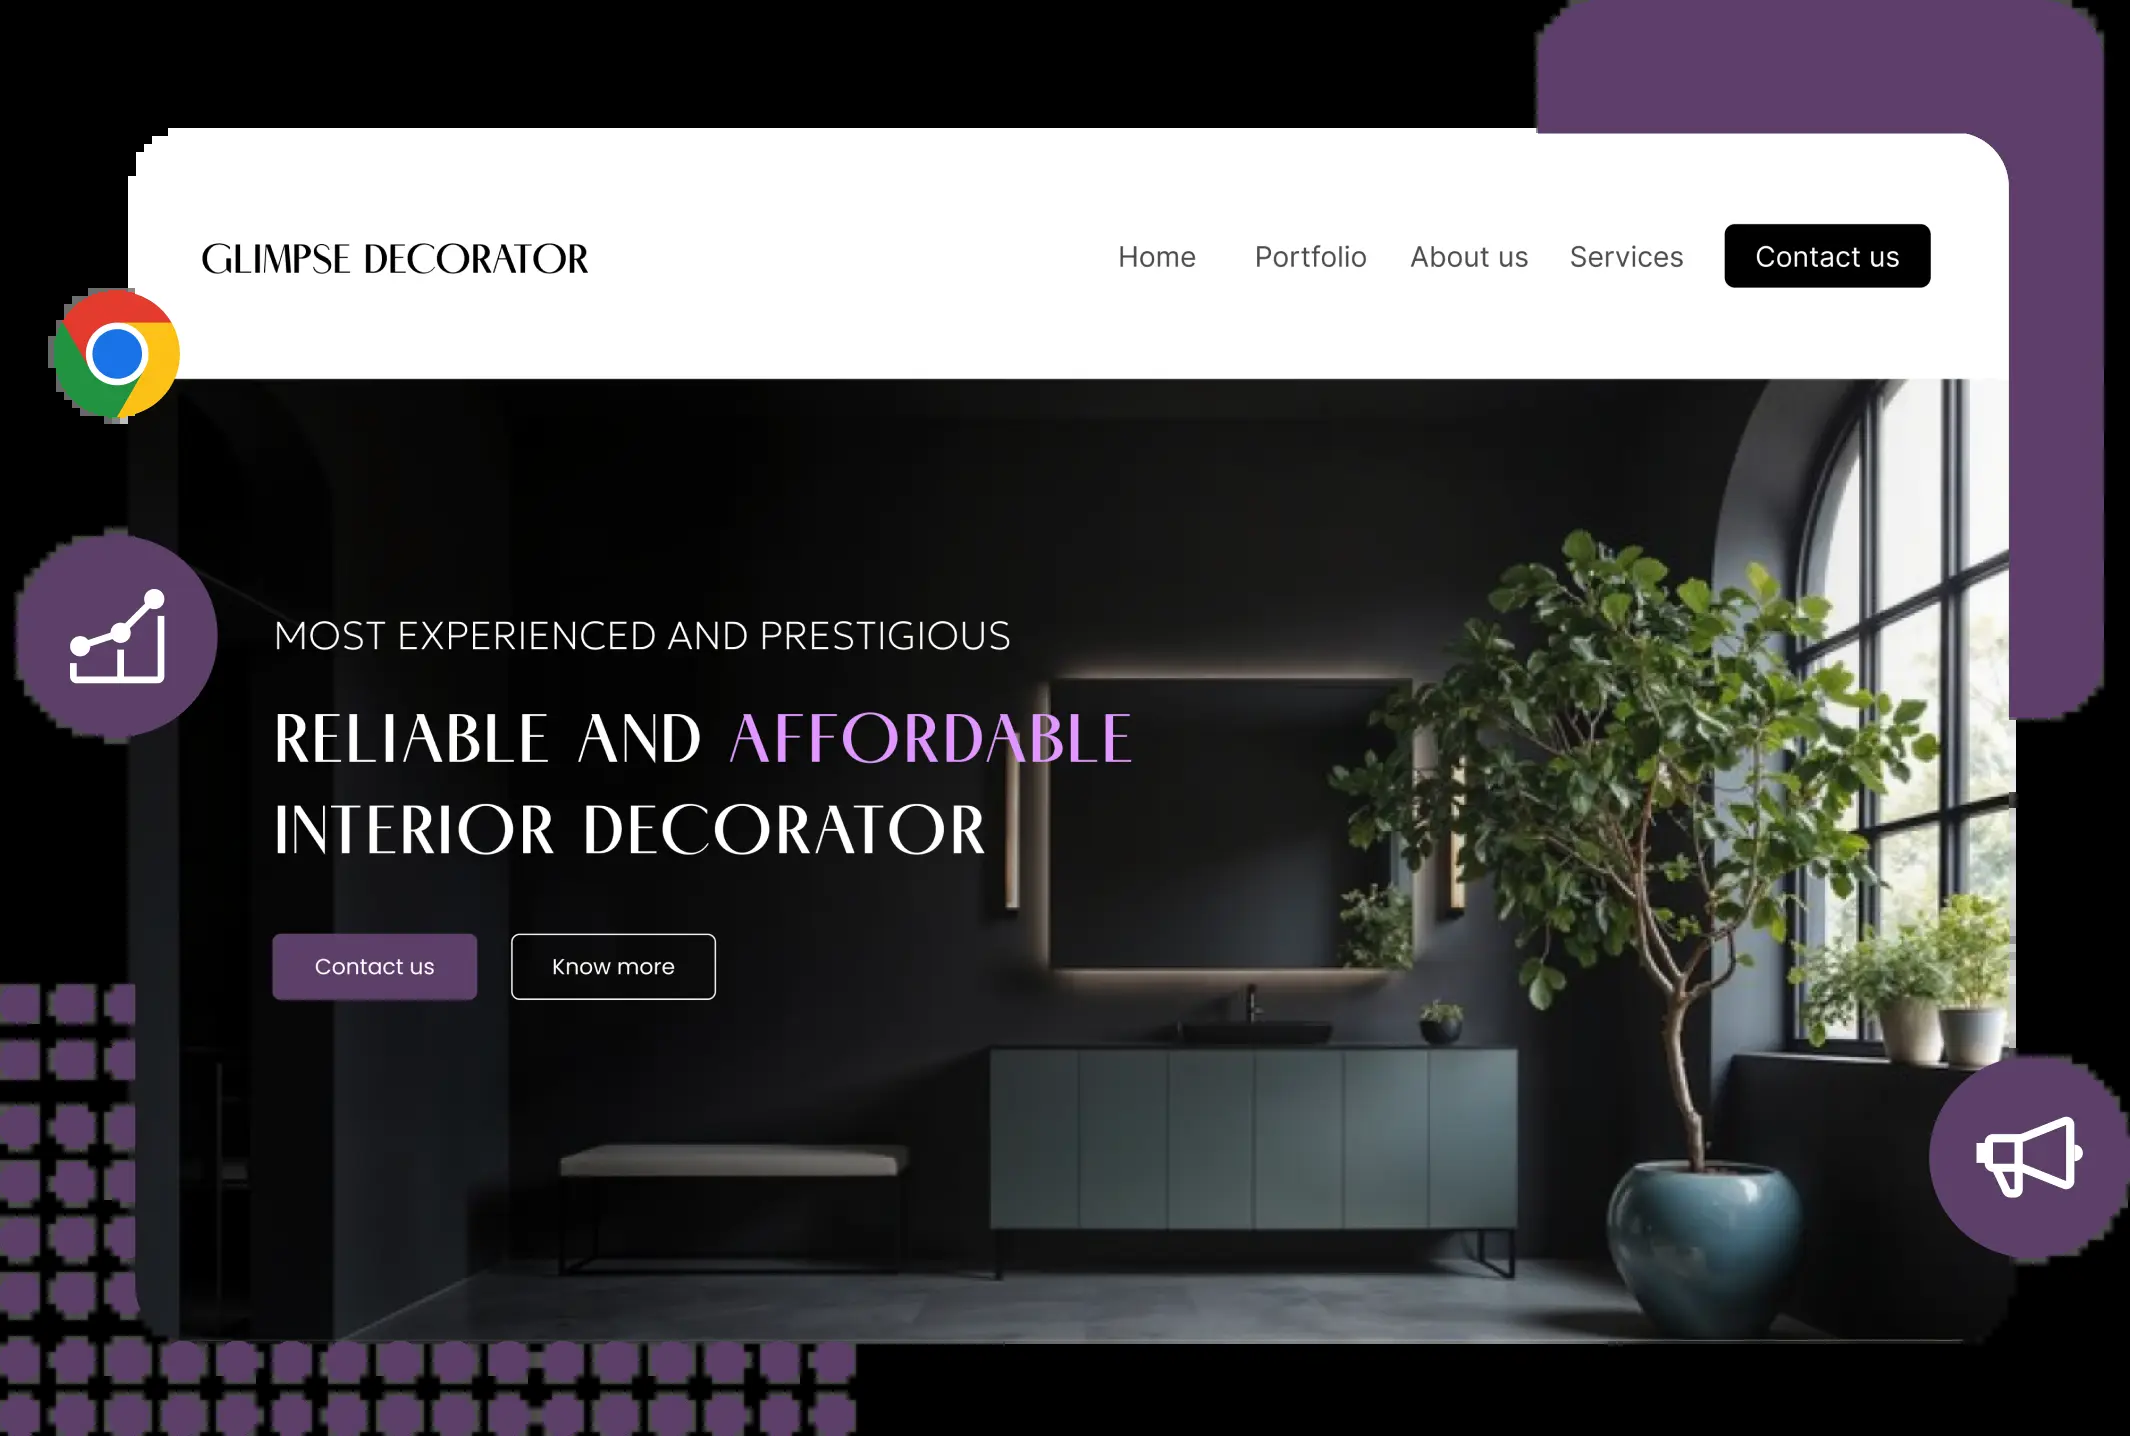 GLIMPSE DECORATOR
Home Portfolio About us Services Contact us
MOST EXPERIENCED AND PRESTIGIOUS
RELIABLE AND AFFORDABLE
INTERIOR DECORATOR
Contact us Know more